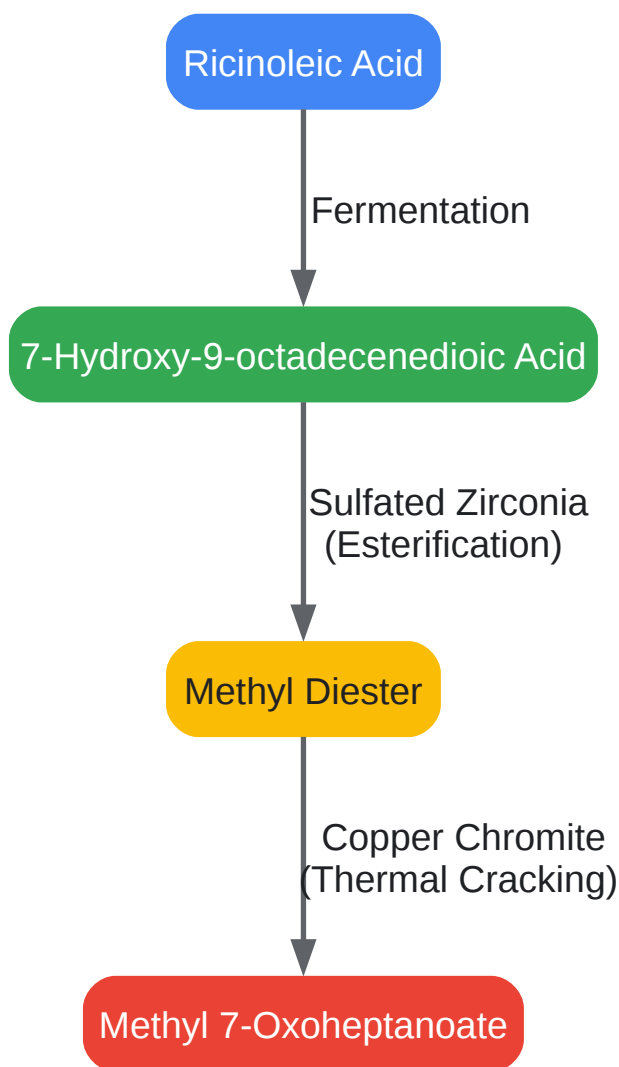 Ricinoleic Acid
Fermentation
7-Hydroxy-9-octadecenedioic Acid
Sulfated Zirconia
(Esterification)
Methyl Diester
Copper Chromite
(Thermal Cracking)
Methyl 7-Oxoheptanoate